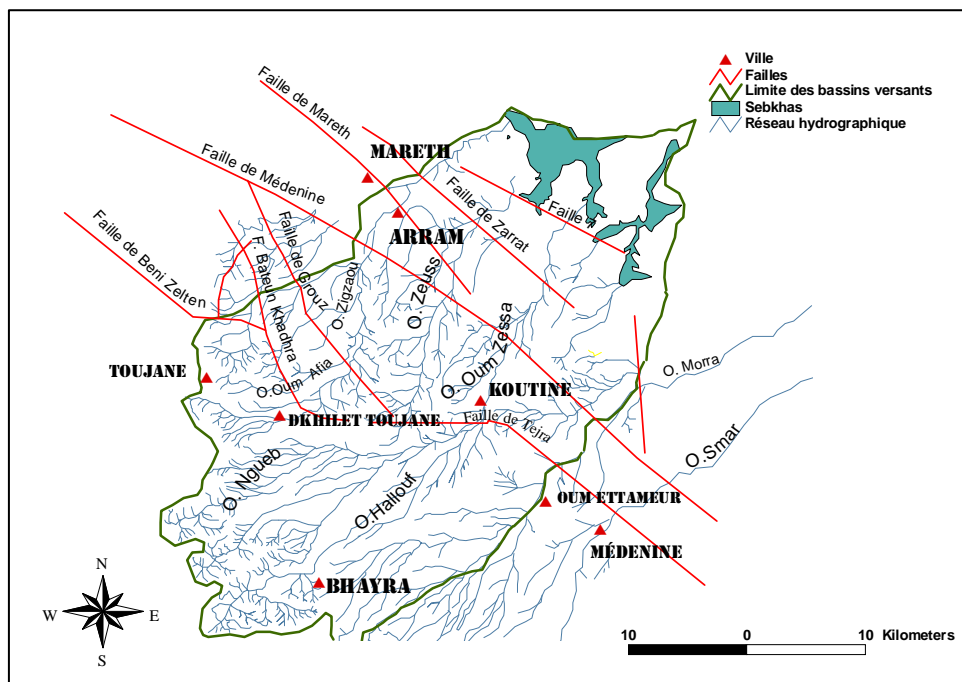 Ville
Failles
Limite des bassins versants
Sebkhas
Réseau hydrographique
Faille de Mareth
MARETH
Faille de Médenine
ARRAM
Faille de Zarrat
Faille
Faille de Beni Zelten
F. Bateun Khadhra
Faille de Grouz
O. Zigzaou
O. Zeuss
O. Oum Zessa
O. Morra
TOUJANE
O.Oum Afia
KOUTINE
DKHILET TOUJANE
Faille de Tejra
O.Smar
O. Ngueb
O.Hallouf
OUM ETTAMEUR
MÉDENINE
BHAYRA
N
W
E
S
10 0 10 Kilometers